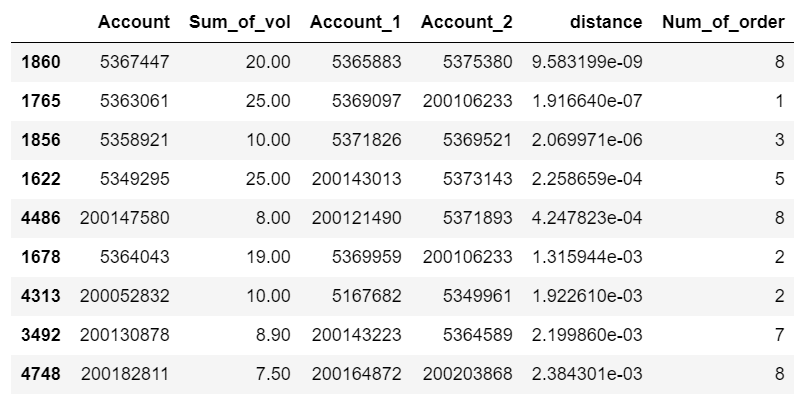 Account Sum_of_vol Account_1 Account_2 distance Num_of_order
1860 5367447 20.00 5365883 5375380 9.583199e-09 8
1765 5363061 25.00 5369097 200106233 1.916640e-07 1
1856 5358921 10.00 5371826 5369521 2.069971e-06 3
1622 5349295 25.00 200143013 5373143 2.258659e-04 5
4486 200147580 8.00 200121490 5371893 4.247823e-04 8
1678 5364043 19.00 5369959 200106233 1.315944e-03 2
4313 200052832 10.00 5167682 5349961 1.922610e-03 2
3492 200130878 8.90 200143223 5364589 2.199860e-03 7
4748 200182811 7.50 200164872 200203868 2.384301e-03 8